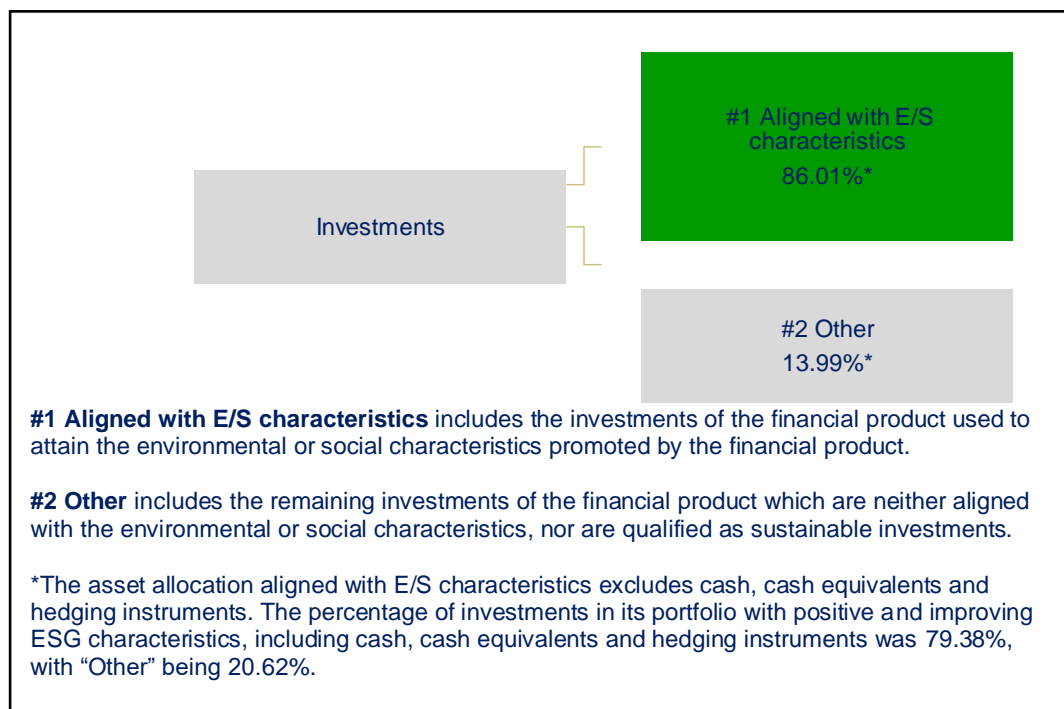 #1 Aligned with E/S
characteristics
86.01%*
Investments
#2 Other
13.99%*
#1 Aligned with E/S characteristics includes the investments of the financial product used to
attain the environmental or social characteristics promoted by the financial product.
#2 Other includes the remaining investments of the financial product which are neither aligned
with the environmental or social characteristics, nor are qualified as sustainable investments.
*The asset allocation aligned with E/S characteristics excludes cash, cash equivalents and
hedging instruments. The percentage of investments in its portfolio with positive and improving
ESG characteristics, including cash, cash equivalents and hedging instruments was 79.38%,
with “Other” being 20.62%.